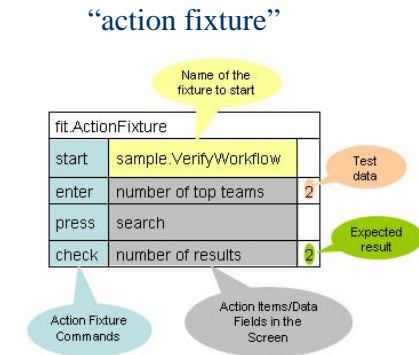 “action fixture”
Name of the
fixture to start
fit.ActionFixture
start sample.VerifyWorkflow
enter number of top teams 2
press search
check number of results 2
Test
data
Expected
result
Action Fixture
Commands
Action Items/Data
Fields in the
Screen